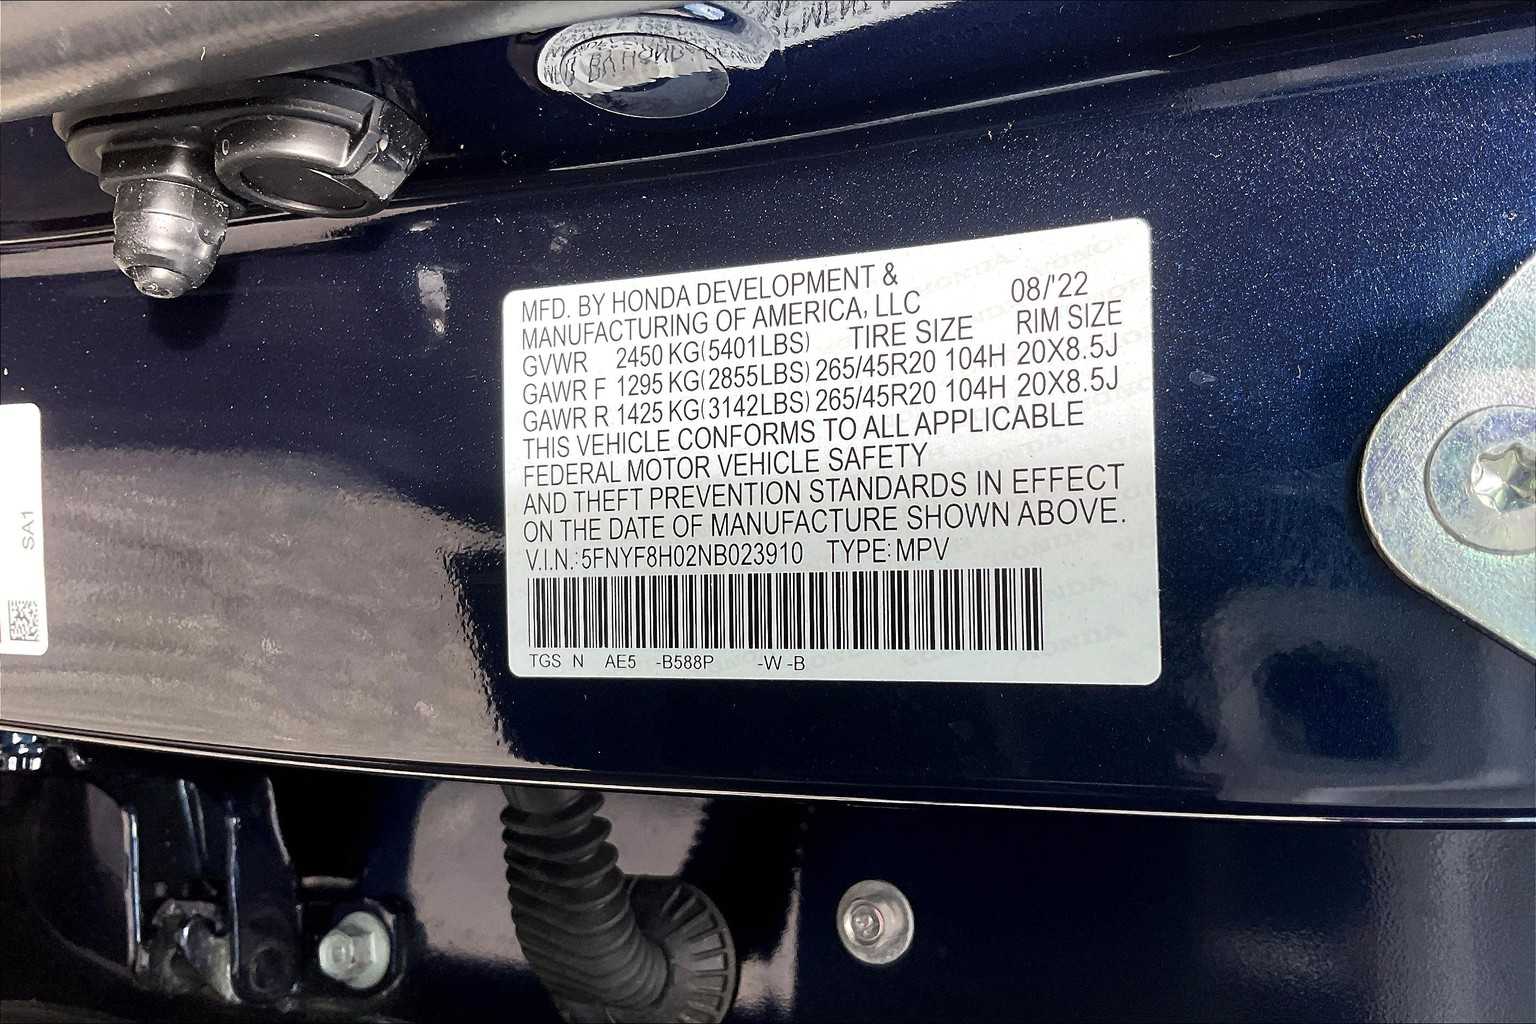 MFD. BY HONDA DEVELOPMENT &
MANUFACTURING OF AMERICA, LLC 08/'22
GVWR 2450 KG(5401LBS) TIRE SIZE RIM SIZE
GAWR F 1295 KG(2855LBS) 265/45R20 104H 20X8.5J
GAWR R 1425 KG(3142LBS) 265/45R20 104H 20X8.5J
THIS VEHICLE CONFORMS TO ALL APPLICABLE
FEDERAL MOTOR VEHICLE SAFETY
AND THEFT PREVENTION STANDARDS IN EFFECT
ON THE DATE OF MANUFACTURE SHOWN ABOVE.
V.I.N.: 5FNYF8H02NB023910 TYPE: MPV
TGS N AE5 -B588P -W -B
SA1